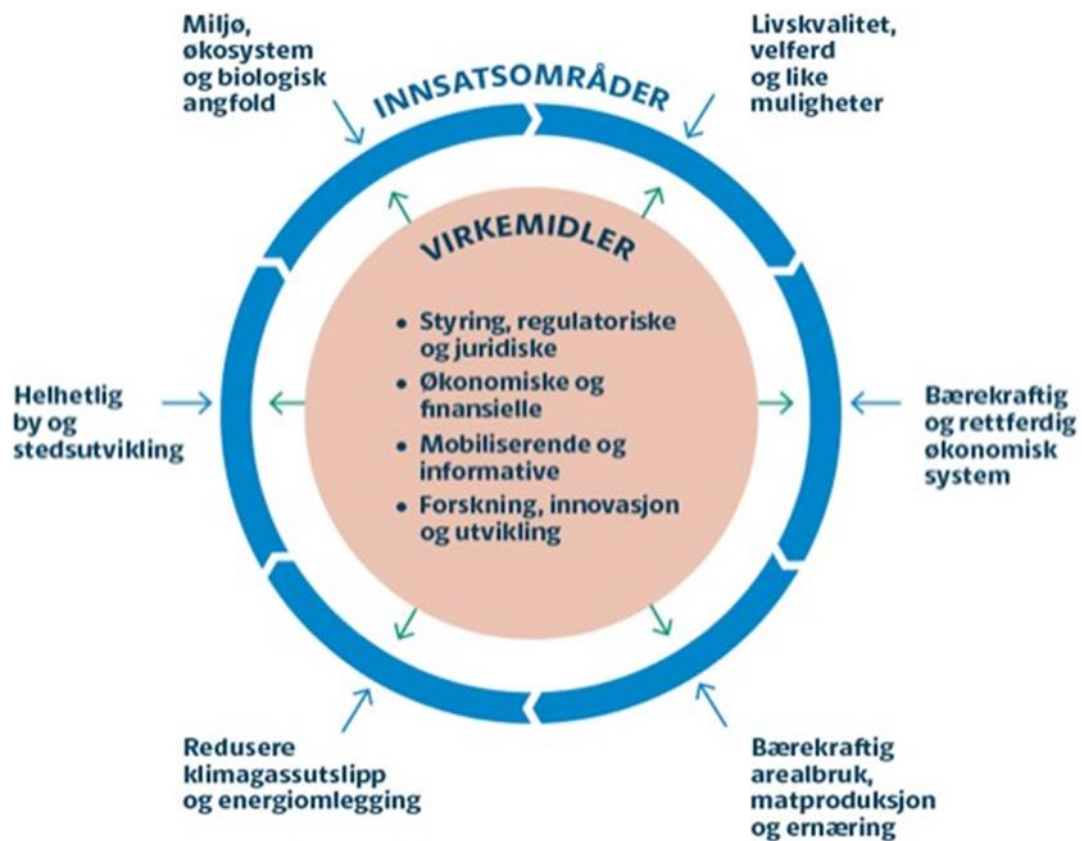 Miljø,
økosystem
og biologisk
angfold
INNSATSOMRÅDER
Livskvalitet,
velferd
og like
muligheter
VIRKEMIDLER
• Styring, regulatoriske
og juridiske
• Økonomiske og
finansielle
• Mobiliserende og
informative
• Forskning, innovasjon
og utvikling
Helhetlig
by og
stedsutvikling
Bærekraftig
og rettferdig
økonomisk
system
Redusere
klimagassutslipp
og energiomlegging
Bærekraftig
arealbruk,
matproduksjon
og ernæring